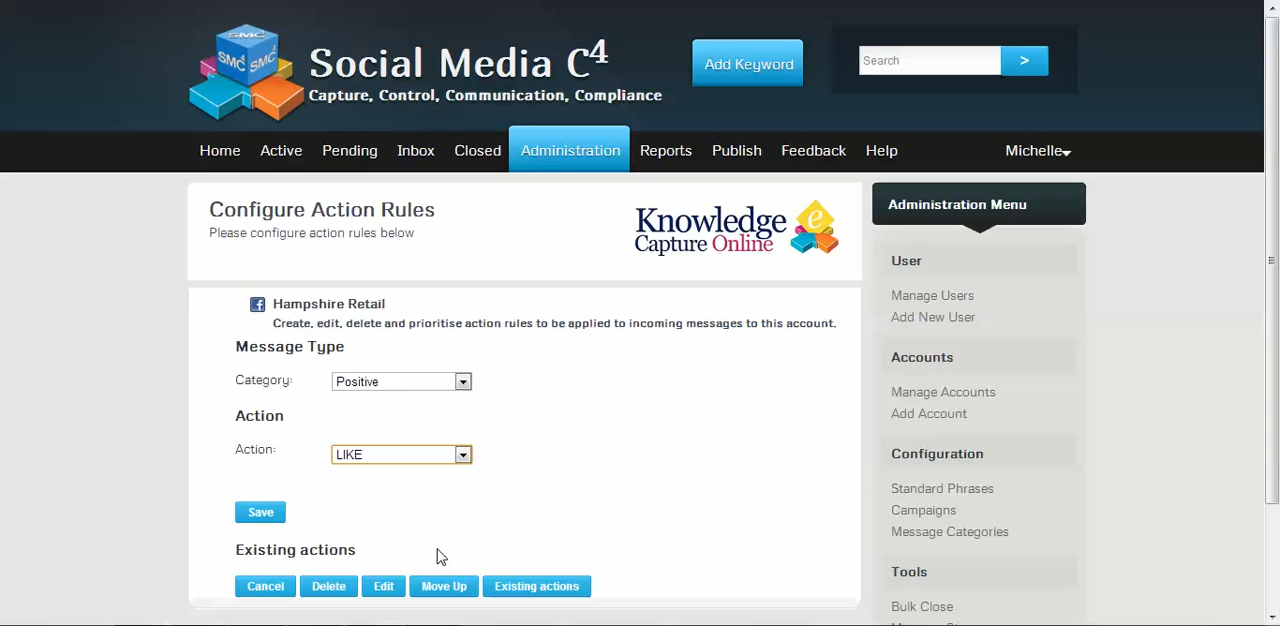 SMC
SMC SMC
Social Media C4
Capture, Control, Communication, Compliance
Add Keyword
Search
>
Home Active Pending Inbox Closed Administration Reports Publish Feedback Help Michelle
Configure Action Rules
Please configure action rules below
Knowledge
Capture Online
e
Hampshire Retail
Create, edit, delete and prioritise action rules to be applied to incoming messages to this account.
Message Type
Category: Positive
Action
Action: LIKE
Save
Existing actions
Cancel Delete Edit Move Up Existing actions
Administration Menu
User
Manage Users
Add New User
Accounts
Manage Accounts
Add Account
Configuration
Standard Phrases
Campaigns
Message Categories
Tools
Bulk Close